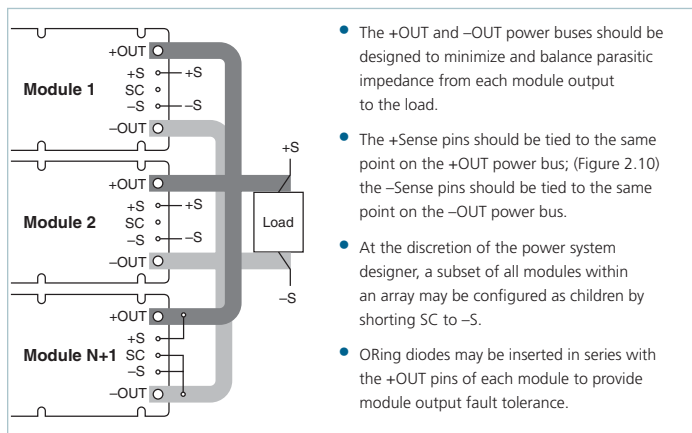 +OUT
+S
+S
Module 1
SC
–S
–S
–OUT
+OUT
+S
+S
Module 2
SC
–S
–S
–OUT
+S
Load
–S
+OUT
+S
Module N+1
SC
–S
–OUT
• The +OUT and –OUT power buses should be
designed to minimize and balance parasitic
impedance from each module output
to the load.
• The +Sense pins should be tied to the same
point on the +OUT power bus; (Figure 2.10)
the –Sense pins should be tied to the same
point on the –OUT power bus.
• At the discretion of the power system
designer, a subset of all modules within
an array may be configured as children by
shorting SC to –S.
• ORing diodes may be inserted in series with
the +OUT pins of each module to provide
module output fault tolerance.